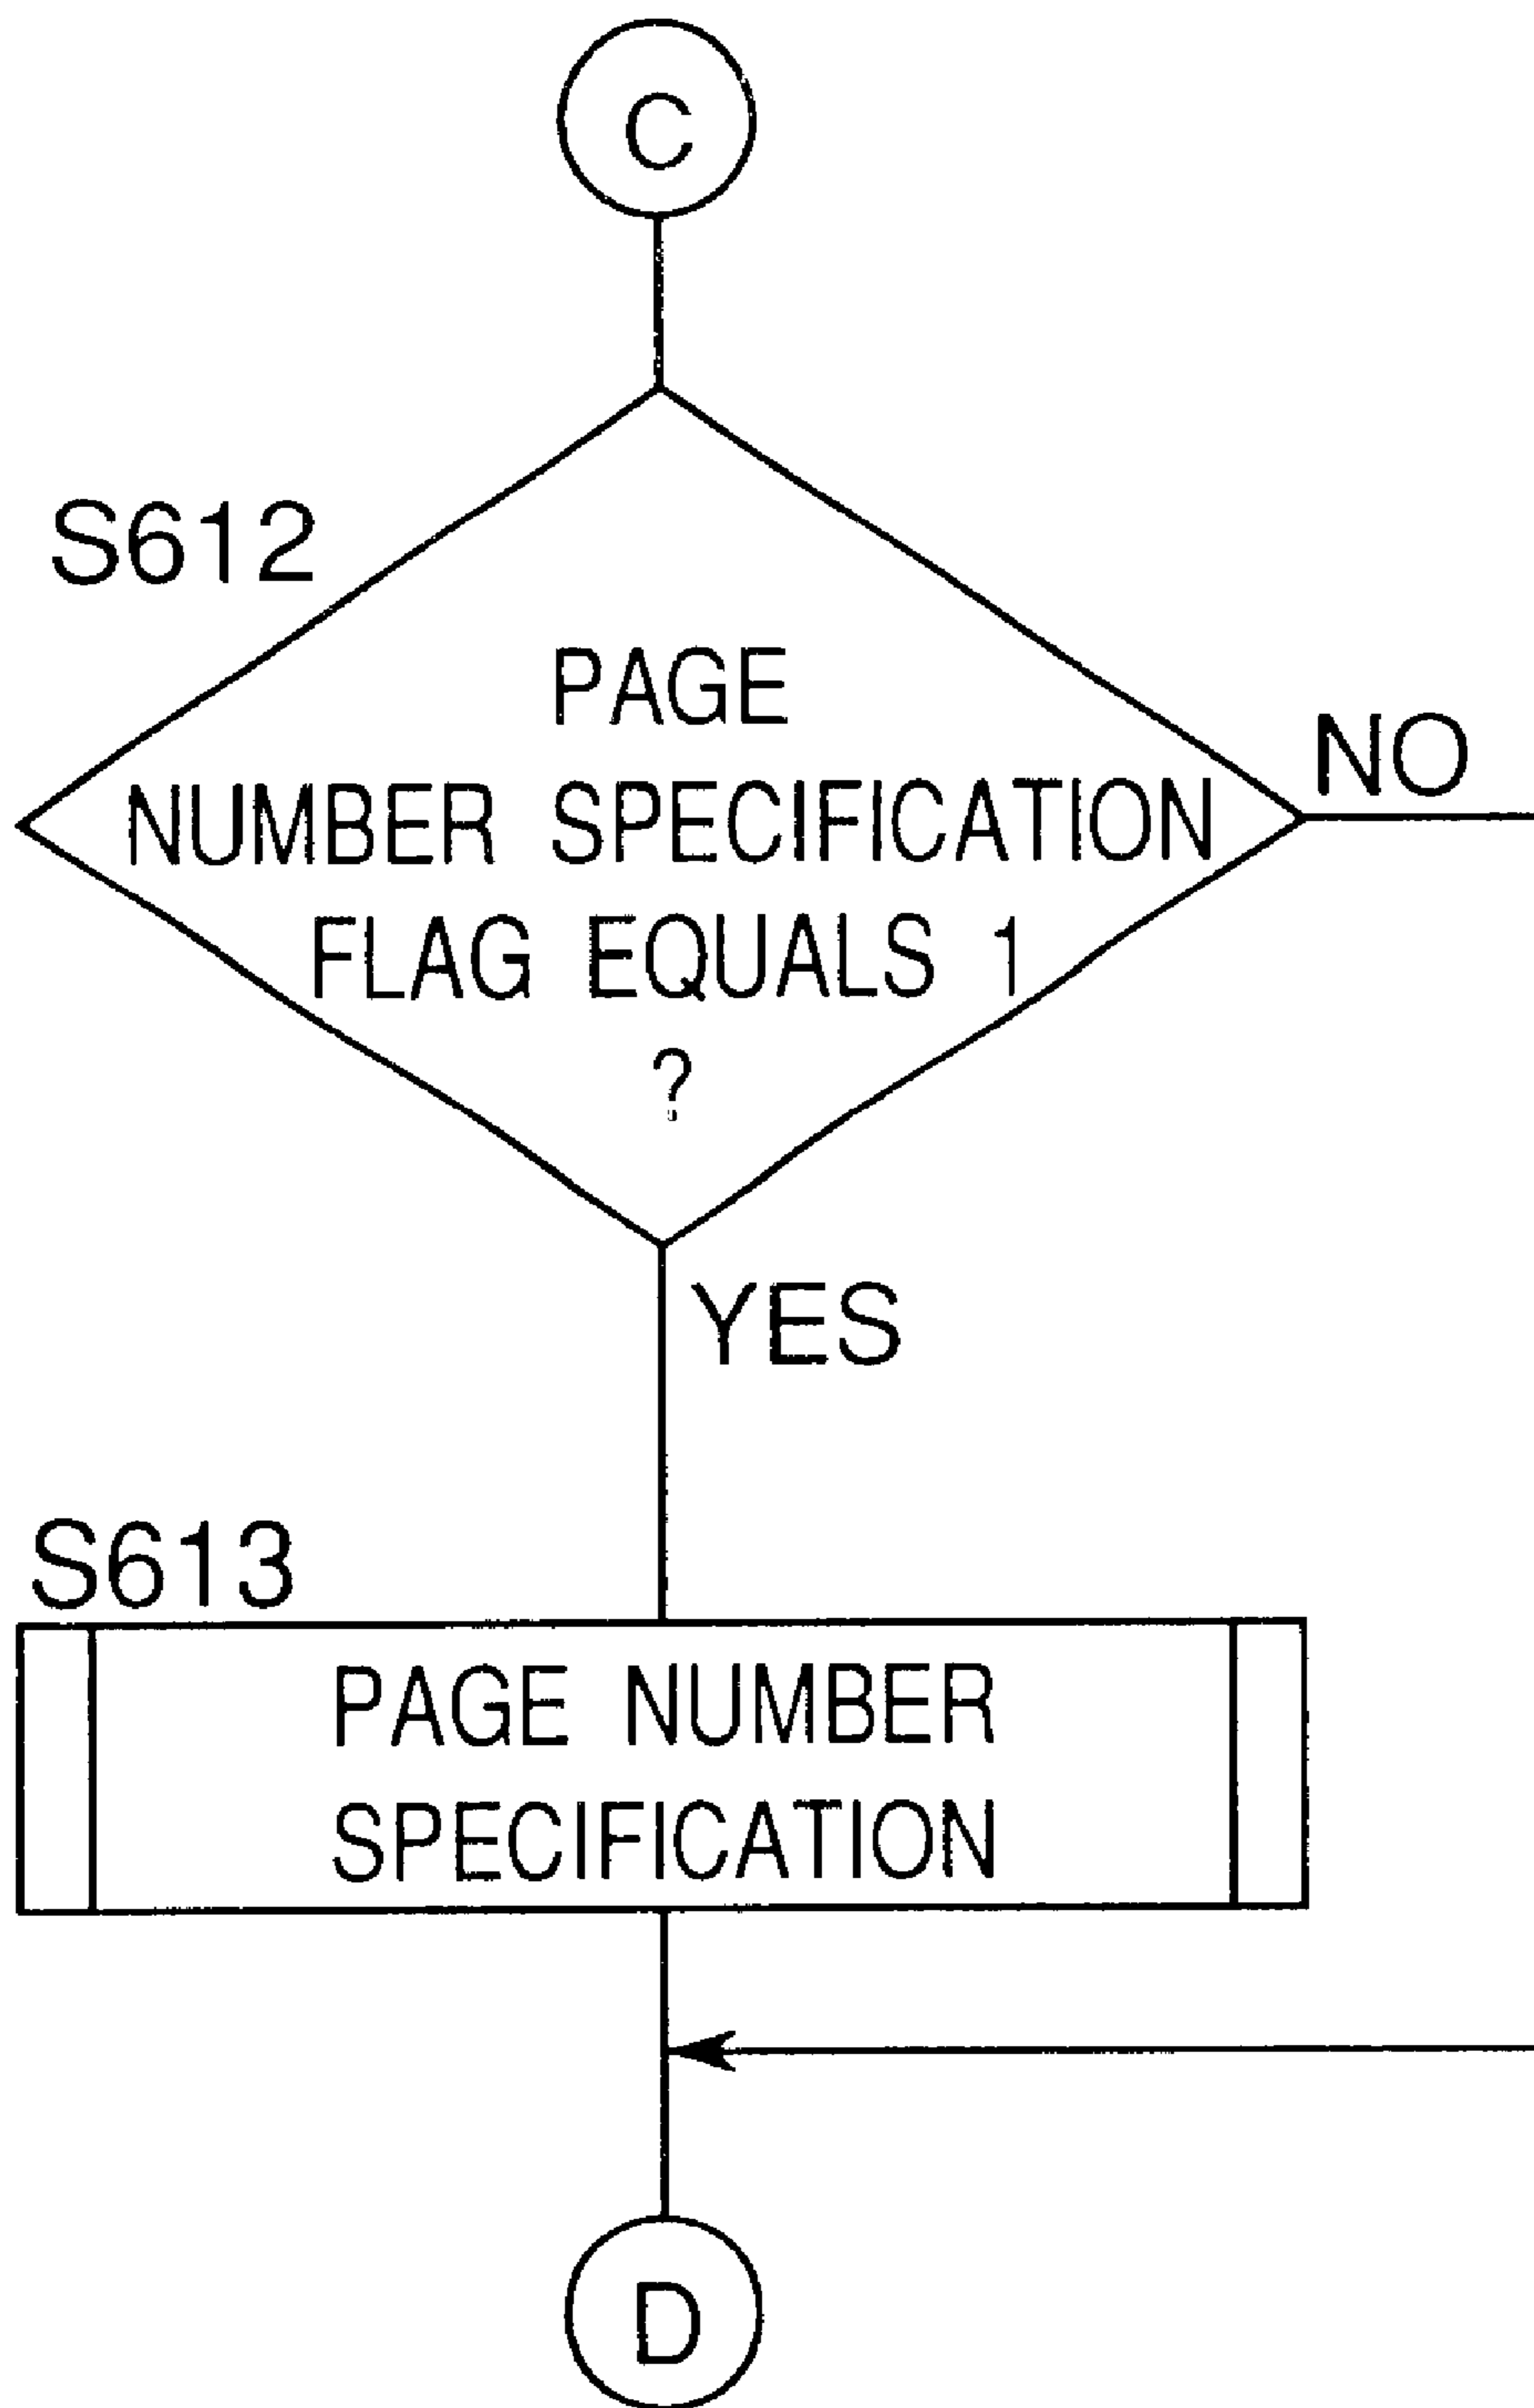 C
S612
PAGE
NUMBER SPECIFICATION
FLAG EQUALS 1
?
NO
YES
S613
PAGE NUMBER
SPECIFICATION
D